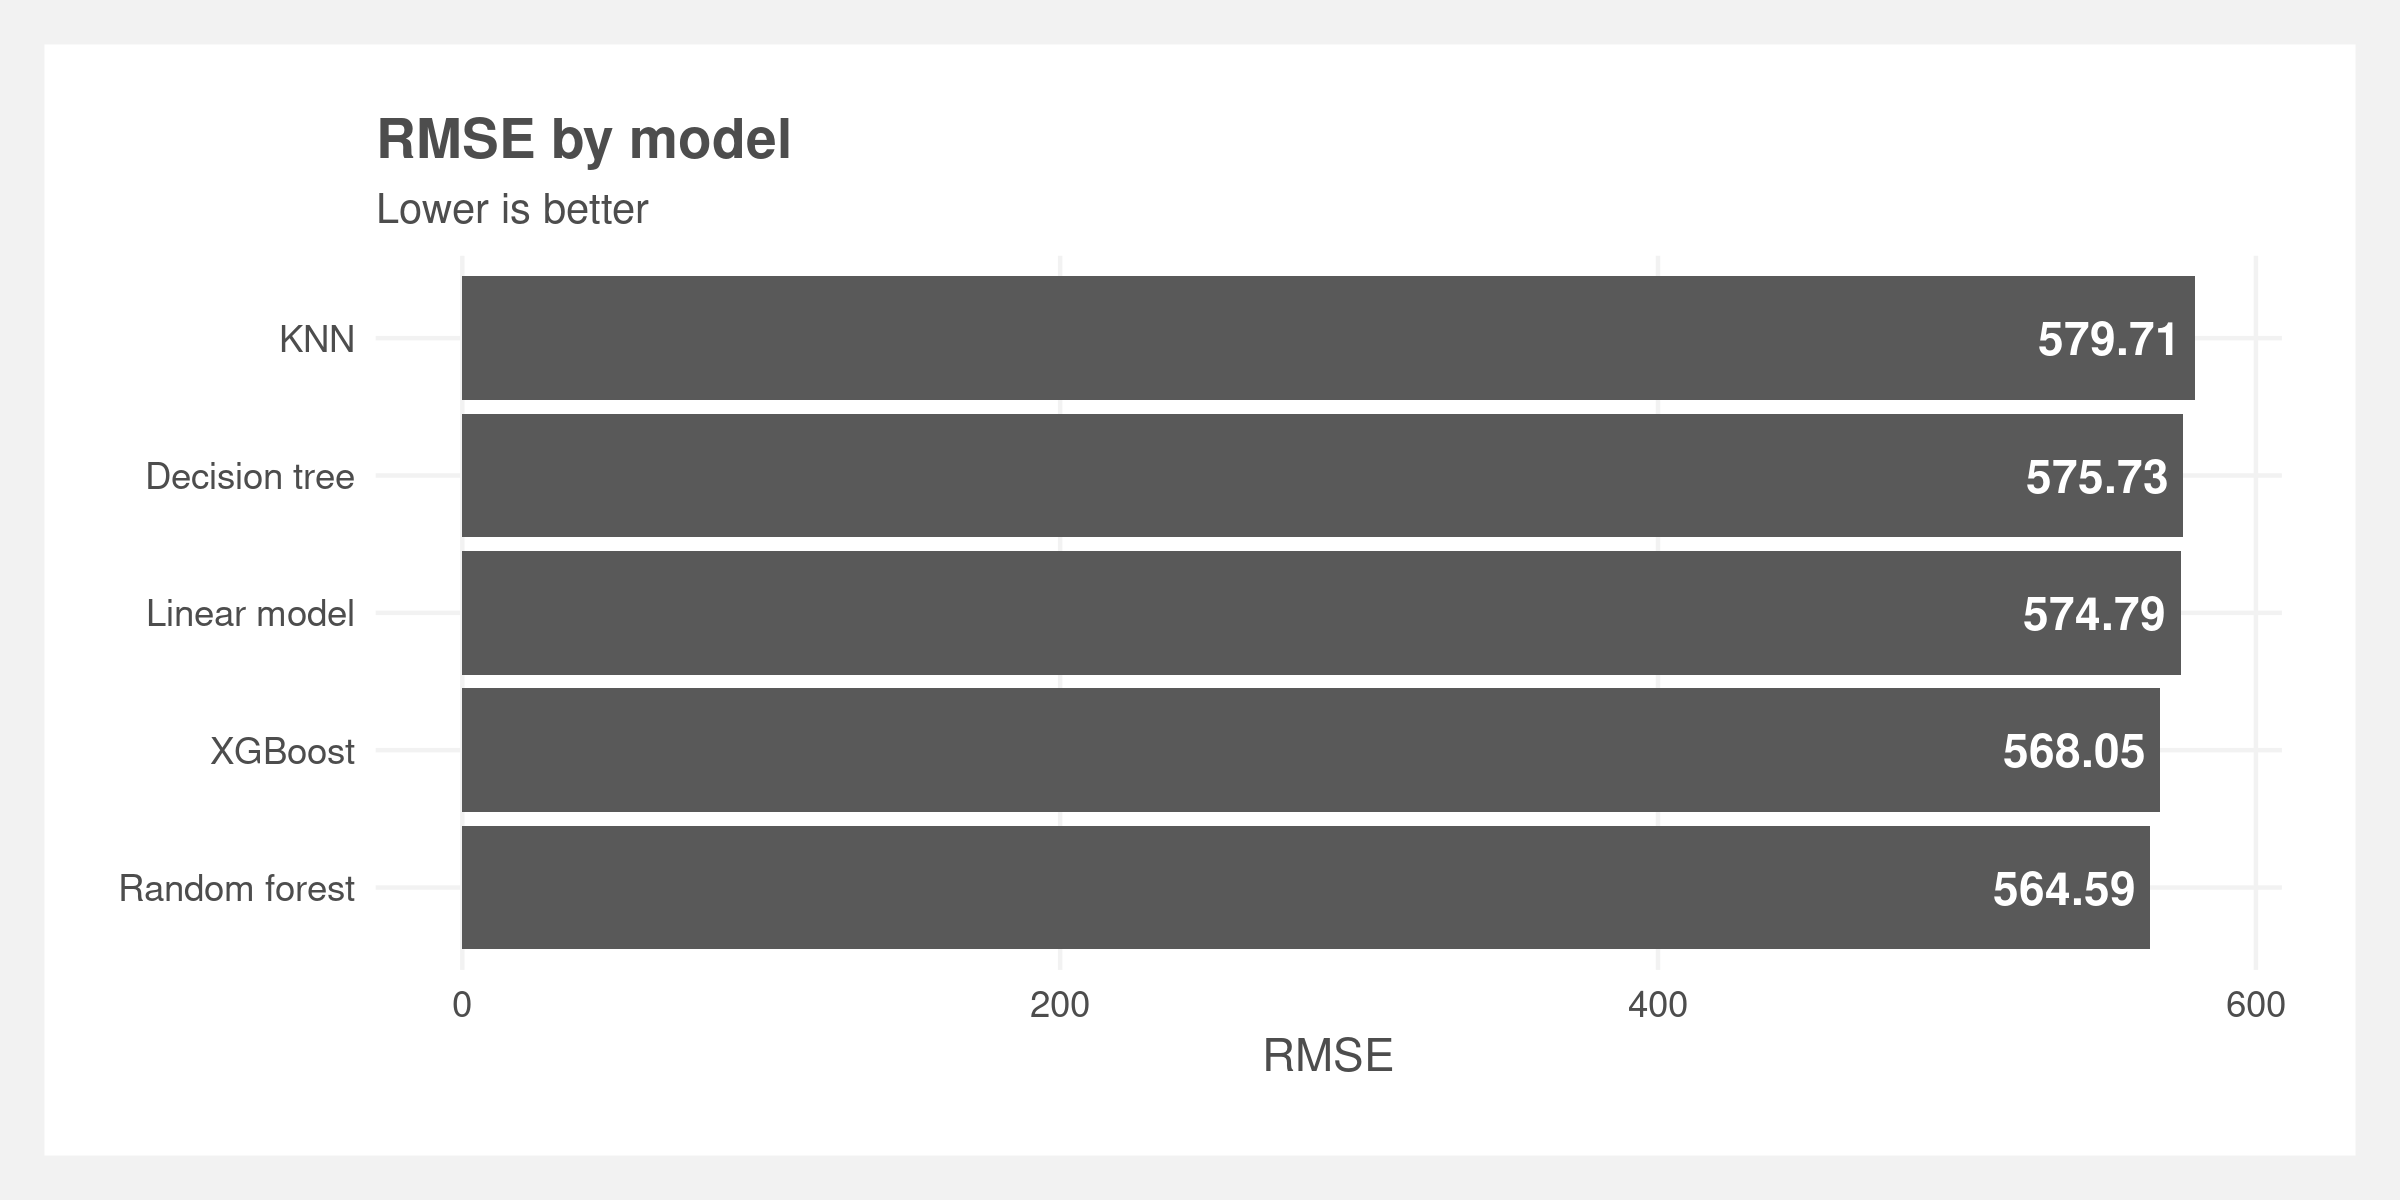 RMSE by model
Lower is better
KNN 579.71
Decision tree 575.73
Linear model 574.79
XGBoost 568.05
Random forest 564.59
0 200 400 600
RMSE